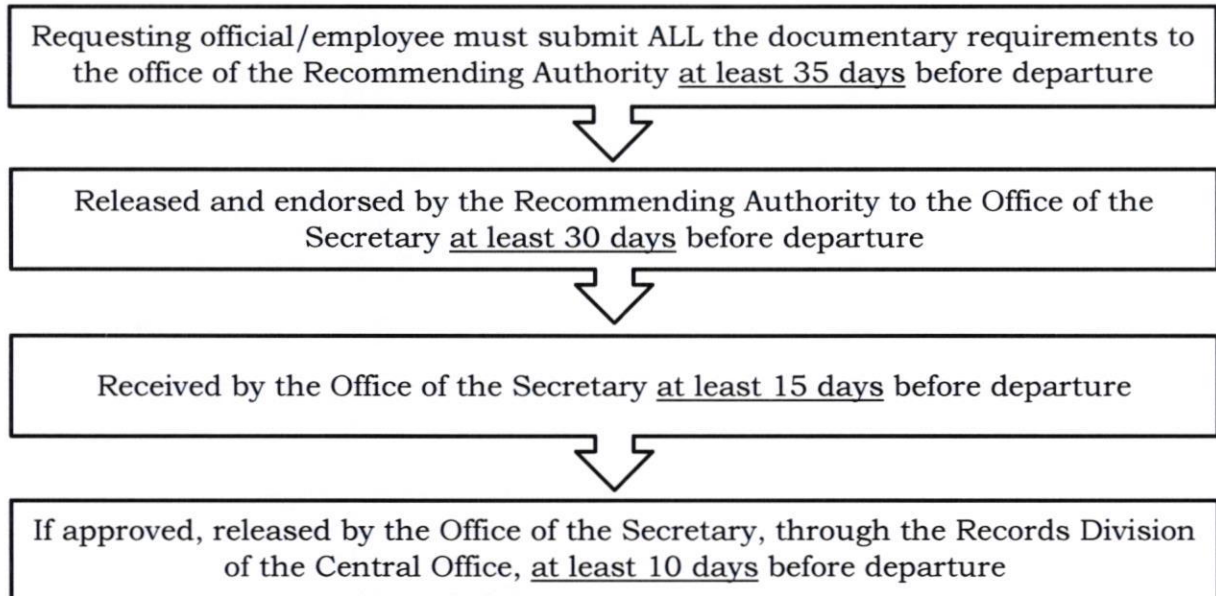 Requesting official/employee must submit ALL the documentary requirements to
the office of the Recommending Authority at least 35 days before departure
Released and endorsed by the Recommending Authority to the Office of the
Secretary at least 30 days before departure
Received by the Office of the Secretary at least 15 days before departure
If approved, released by the Office of the Secretary, through the Records Division
of the Central Office, at least 10 days before departure